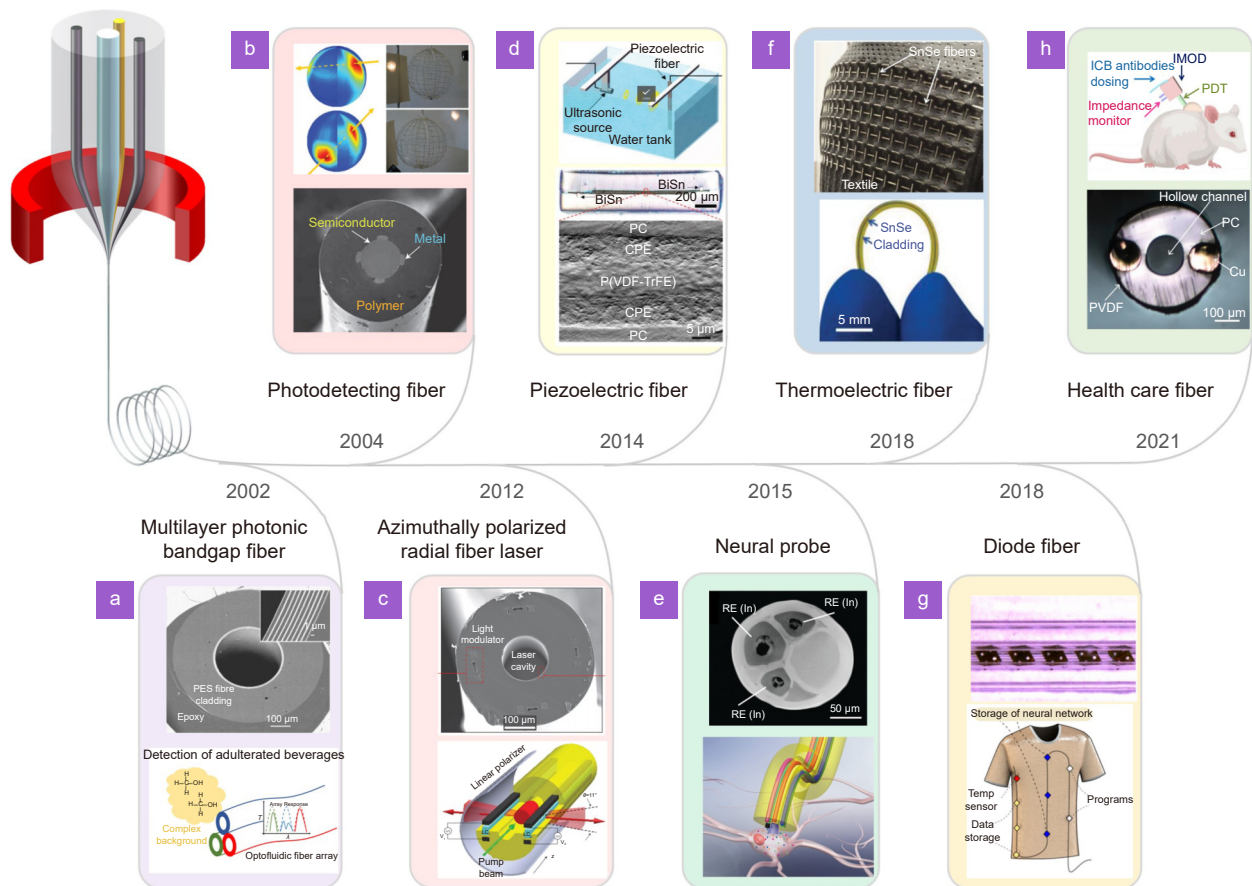 b
Semiconductor
Metal
Polymer
Photodetecting fiber
2004
d
Piezoelectric
fiber
Ultrasonic
source
Water tank
BiSn
BiSn
200 µm
PC
CPE
P(VDF-TrFE)
CPE
PC
5 µm
Piezoelectric fiber
2014
f
SnSe fibers
Textile
SnSe
Cladding
5 mm
Thermoelectric fiber
2018
h
ICB antibodies
dosing
IMOD
PDT
Impedance
monitor
Hollow channel
PC
Cu
PVDF
100 µm
Health care fiber
2021
2002
Multilayer photonic
bandgap fiber
a
1 µm
PES fibre
cladding
Epoxy
100 µm
Detection of adulterated beverages
H
H–C–OH
H
H
H–C–OH
H
Complex
background
Array Response
T
λ
Optofluidic fiber array
2012
Azimuthally polarized
radial fiber laser
c
Light
modulator
Laser
cavity
100 µm
Linear polarizer
LC
LC
Pump
beam
z
2015
Neural probe
e
RE (In)
RE (In)
RE (In)
50 µm
2018
Diode fiber
g
Storage of neural network
Temp
sensor
Data
storage
Programs